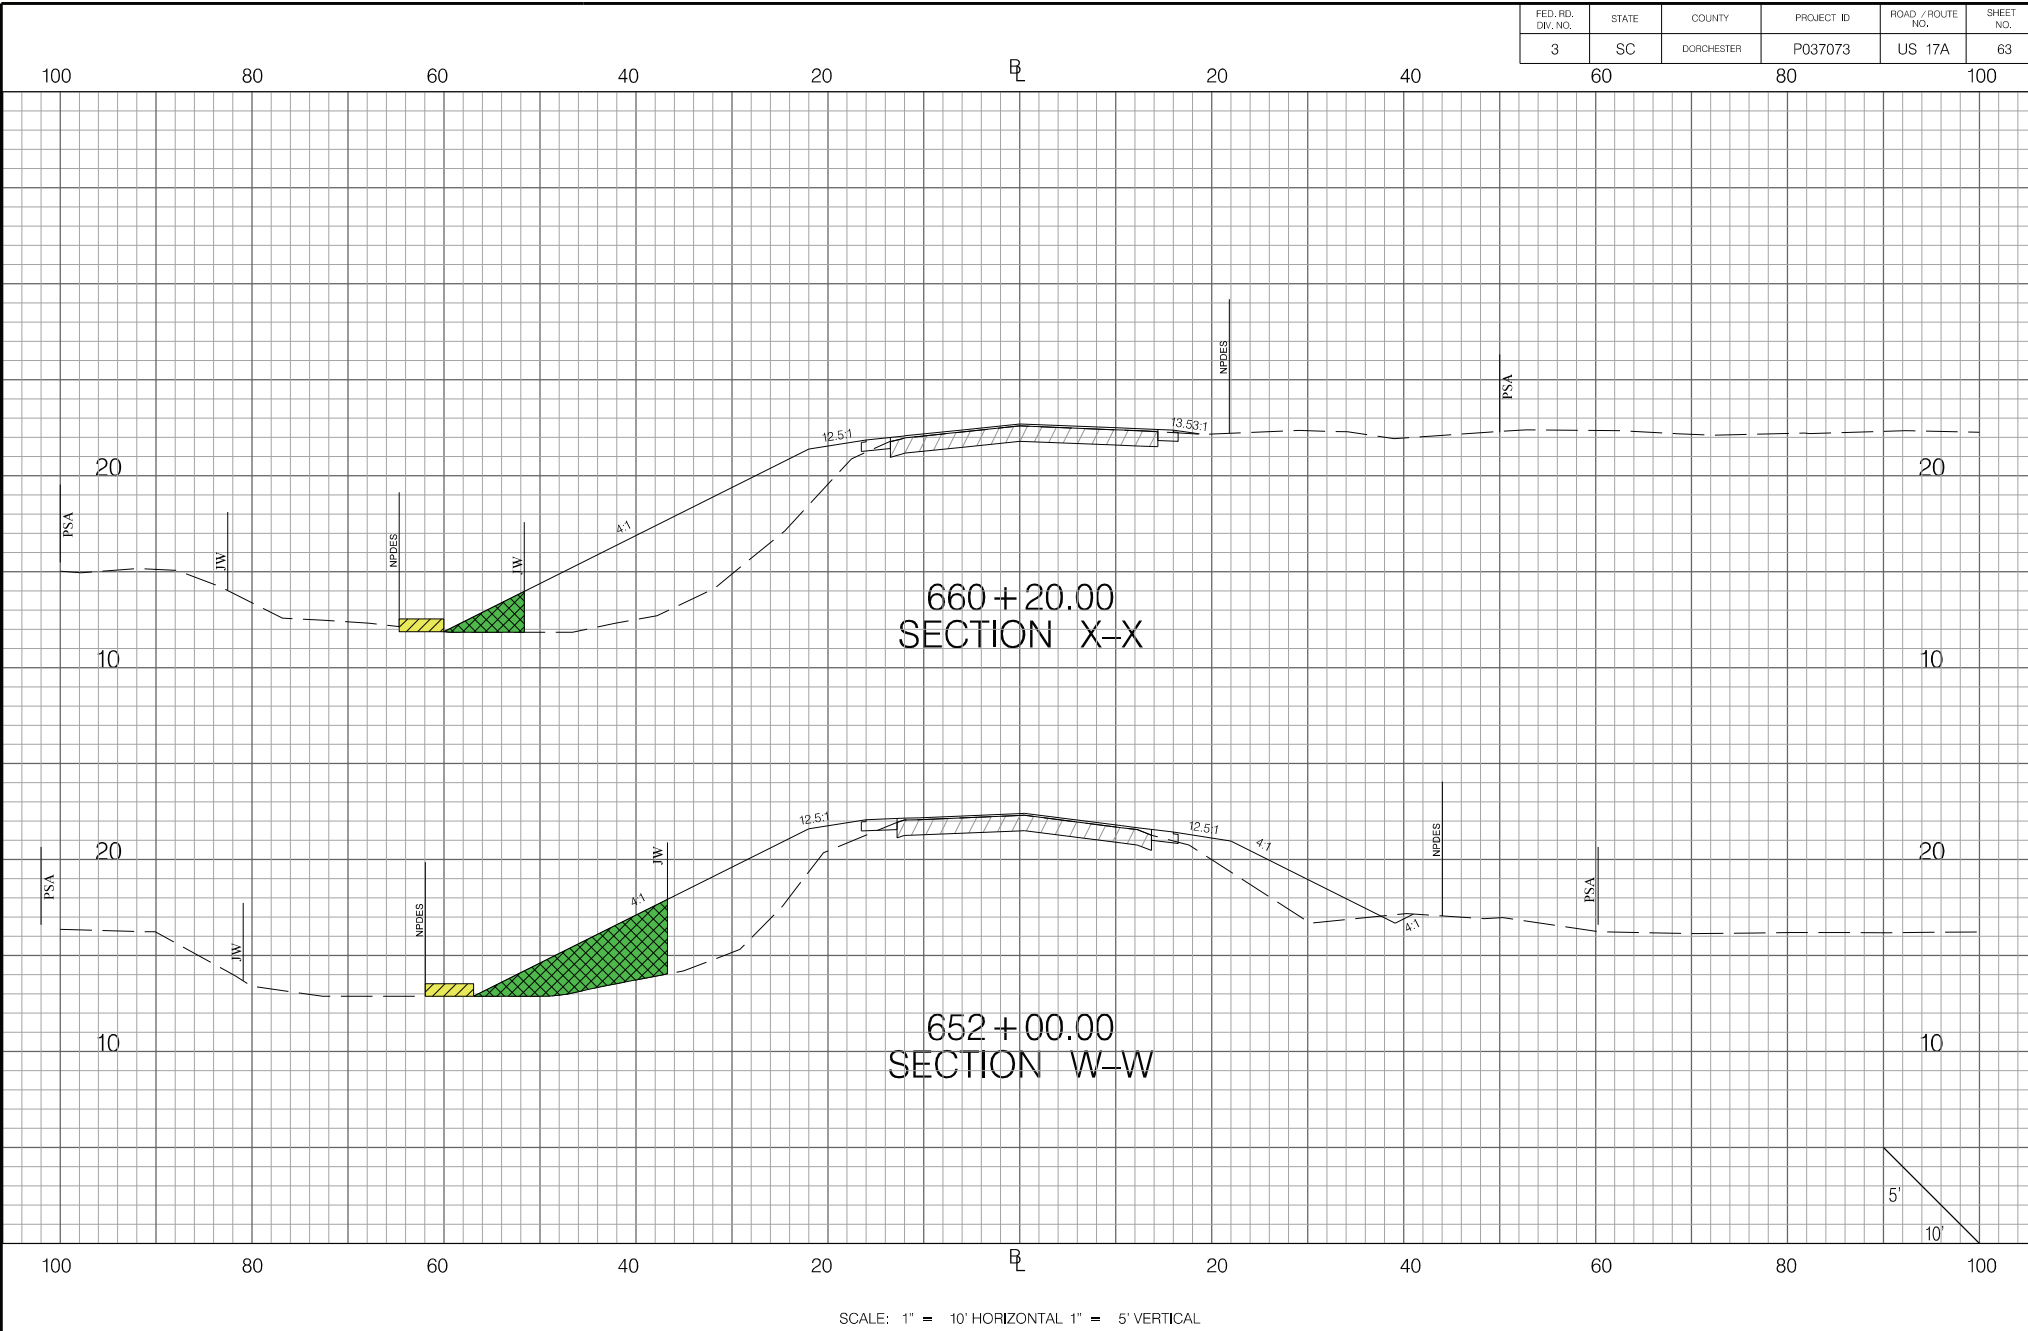 FED. RD. DIV. NO. STATE COUNTY PROJECT ID ROAD / ROUTE NO. SHEET NO.
3 SC DORCHESTER P037073 US 17A 63
100 80 60 40 20 BL 20 40 60 80 100
NPDES
PSA
12.5:1 13.53:1
20 20
PSA JW NPDES JW 4:1
660 + 20.00
SECTION X-X
10 10
12.5:1 12.5:1
4:1
NPDES
20 JW 20
PSA PSA
JW NPDES 4:1 4:1
652 + 00.00
SECTION W-W
10 10
5'
10'
100 80 60 40 20 BL 20 40 60 80 100
SCALE: 1" = 10' HORIZONTAL 1" = 5' VERTICAL